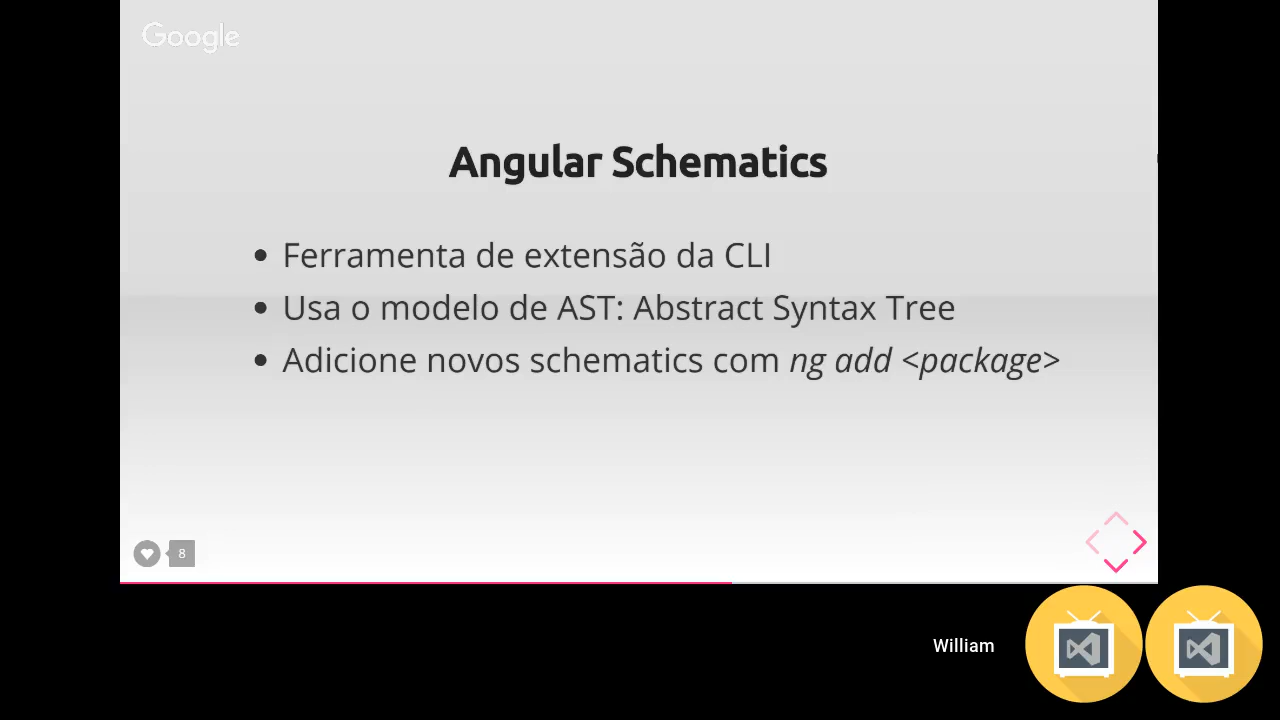 Google
Angular Schematics
Ferramenta de extensão da CLI
Usa o modelo de AST: Abstract Syntax Tree
Adicione novos schematics com ng add <package>
8
William